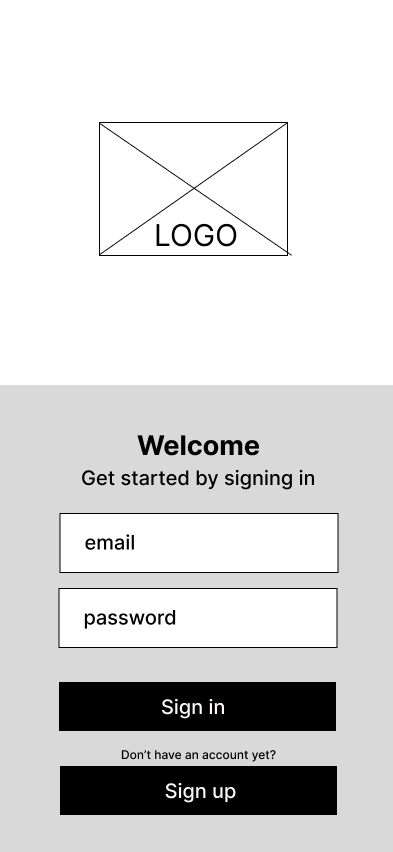 LOGO
Welcome
Get started by signing in
email
password
Sign in
Don’t have an account yet?
Sign up